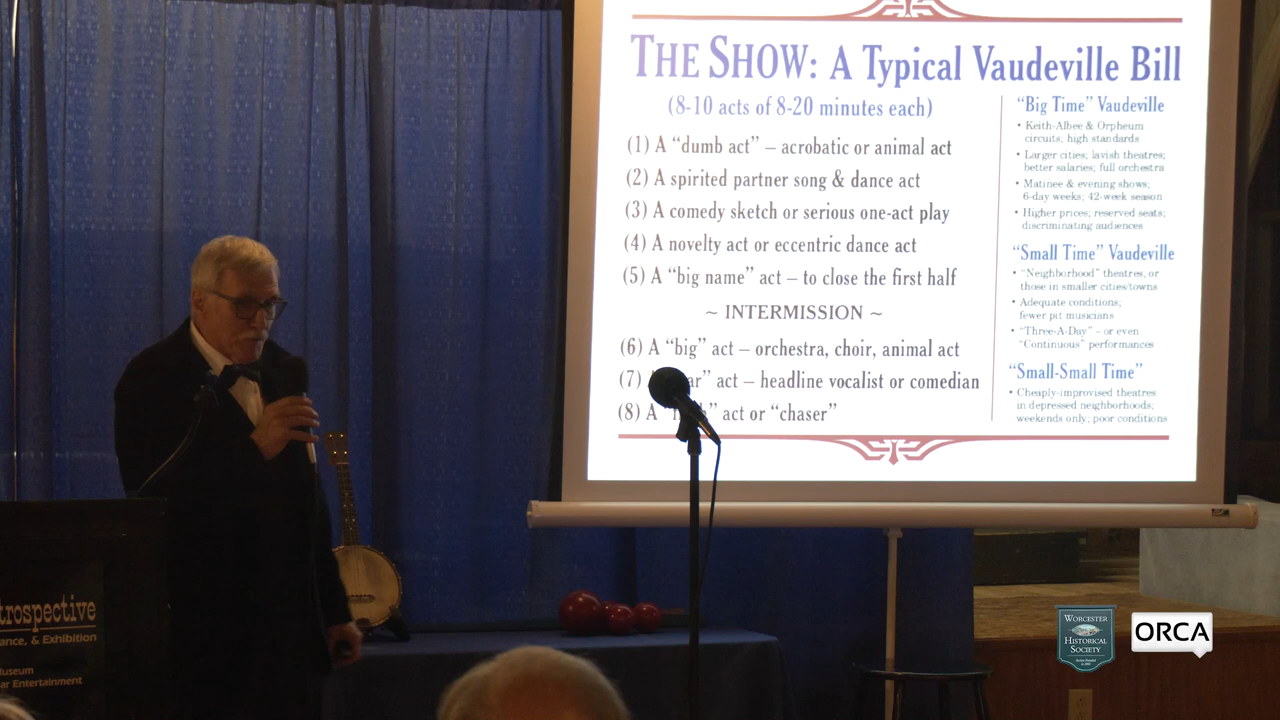 THE SHOW: A Typical Vaudeville Bill
(8-10 acts of 8-20 minutes each)
(1) A “dumb act” – acrobatic or animal act
(2) A spirited partner song & dance act
(3) A comedy sketch or serious one-act play
(4) A novelty act or eccentric dance act
(5) A “big name” act – to close the first half
~ INTERMISSION ~
(6) A “big” act – orchestra, choir, animal act
(7) ar” act – headline vocalist or comedian
(8) A act or “chaser”
“Big Time” Vaudeville
• Keith-Albee & Orpheum
circuits; high standards
• Larger cities; lavish theatres;
better salaries; full orchestra
• Matinee & evening shows;
6-day weeks; 42-week season
• Higher prices; reserved seats;
discriminating audiences
“Small Time” Vaudeville
• “Neighborhood” theatres, or
those in smaller cities/towns
• Adequate conditions;
fewer pit musicians
• “Three-A-Day” – or even
“Continuous” performances
“Small-Small Time”
• Cheaply-improvised theatres
in depressed neighborhoods;
weekends only; poor conditions
trospective
ance, & Exhibition
Museum
ar Entertainment
WORCESTER
HISTORICAL
SOCIETY
ORCA